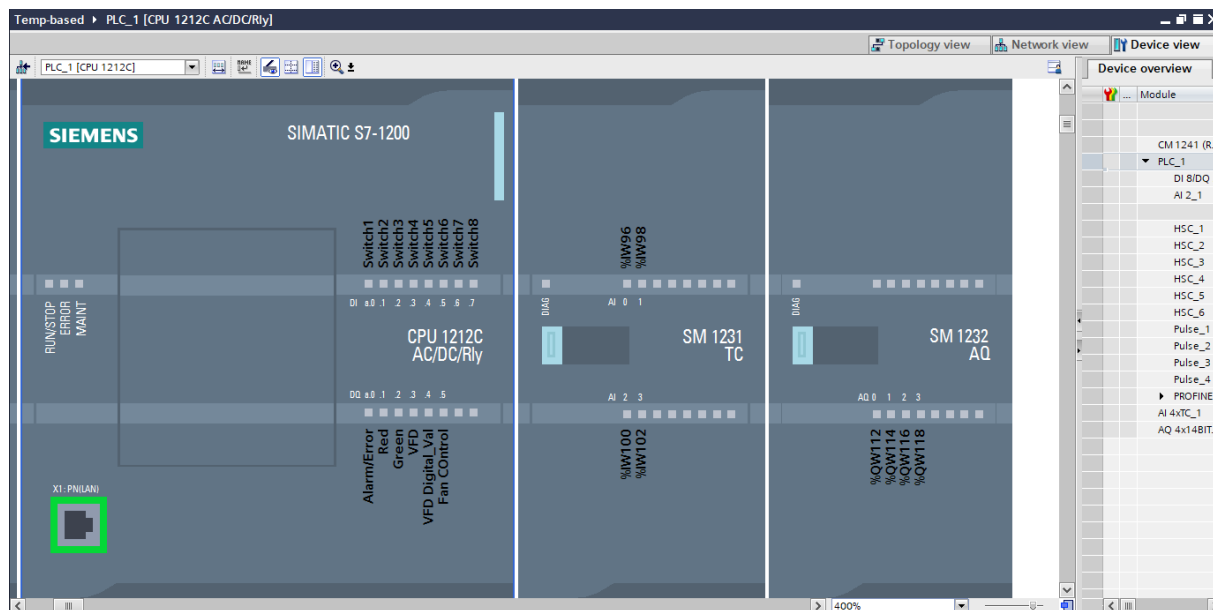 Temp-based ▸ PLC_1 [CPU 1212C AC/DC/Rly]
Topology view
Network view
Device view
PLC_1 [CPU 1212C]
Device overview
... Module
SIEMENS
SIMATIC S7-1200
CM 1241 (R.
PLC_1
DI 8/DQ
AI 2_1
HSC_1
HSC_2
HSC_3
HSC_4
HSC_5
HSC_6
Pulse_1
Pulse_2
Pulse_3
Pulse_4
PROFINE
AI 4xTC_1
AQ 4x14BIT.
Switch1
Switch2
Switch3
Switch4
Switch5
Switch6
Switch7
Switch8
RUN/STOP
ERROR
MAINT
DI a.0 .1 .2 .3 .4 .5 .6 .7
CPU 1212C
AC/DC/Rly
DQ a.0 .1 .2 .3 .4 .5
Alarm/Error
Red
Green
VFD
VFD Digital_Val
Fan COntrol
X1: PN(LAN)
%IW96
%IW98
DIAG
AI 0 1
SM 1231
TC
AI 2 3
%IW100
%IW102
DIAG
SM 1232
AQ
AQ 0 1 2 3
%QW112
%QW114
%QW116
%QW118
400%